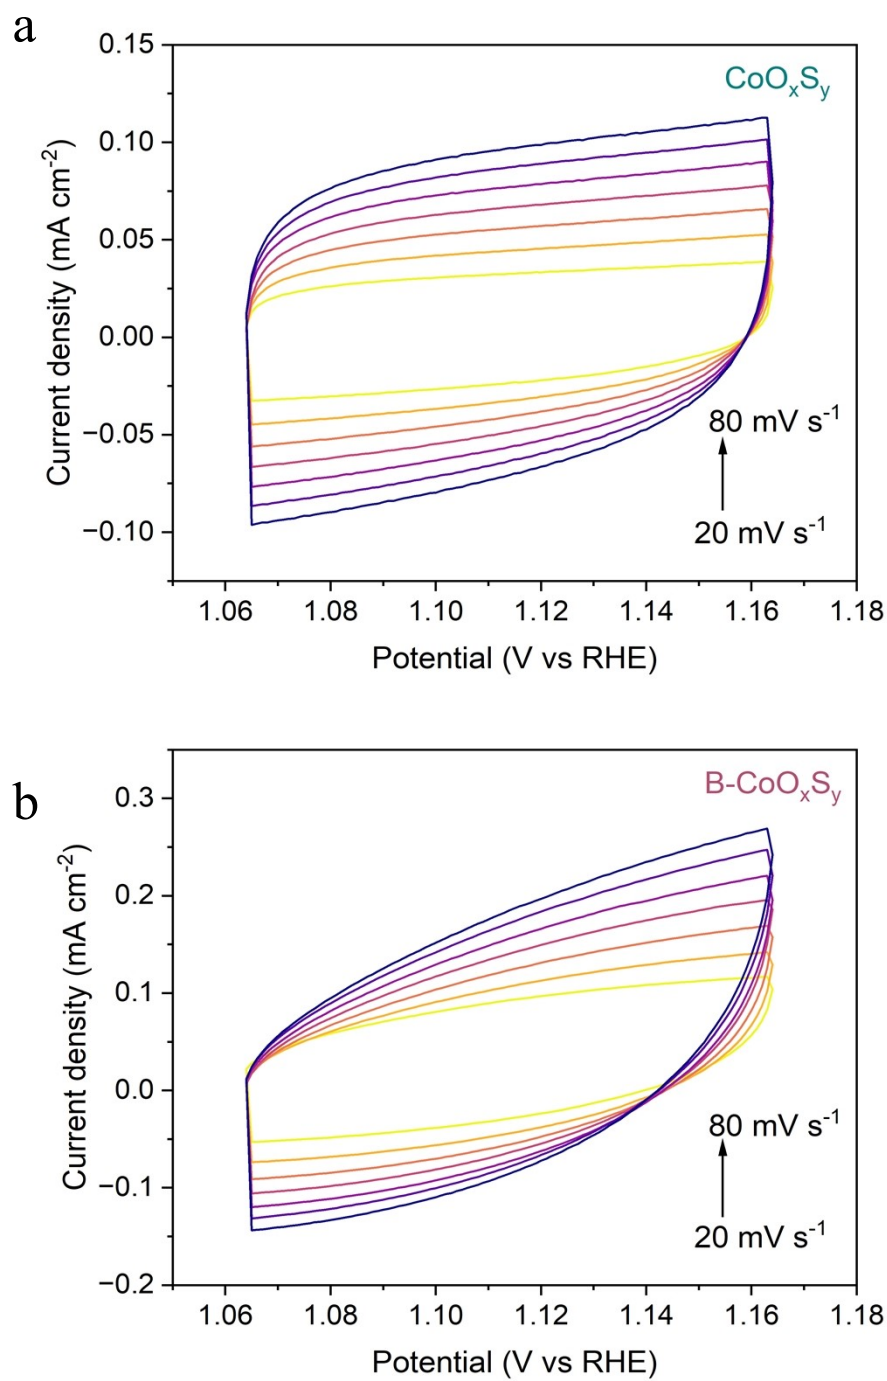 a
CoOxSy
0.15
0.10
0.05
0.00
−0.05
−0.10
Current density (mA cm-2)
80 mV s-1
20 mV s-1
1.06 1.08 1.10 1.12 1.14 1.16 1.18
Potential (V vs RHE)
b
B-CoOxSy
0.3
0.2
0.1
0.0
−0.1
−0.2
Current density (mA cm-2)
80 mV s-1
20 mV s-1
1.06 1.08 1.10 1.12 1.14 1.16 1.18
Potential (V vs RHE)